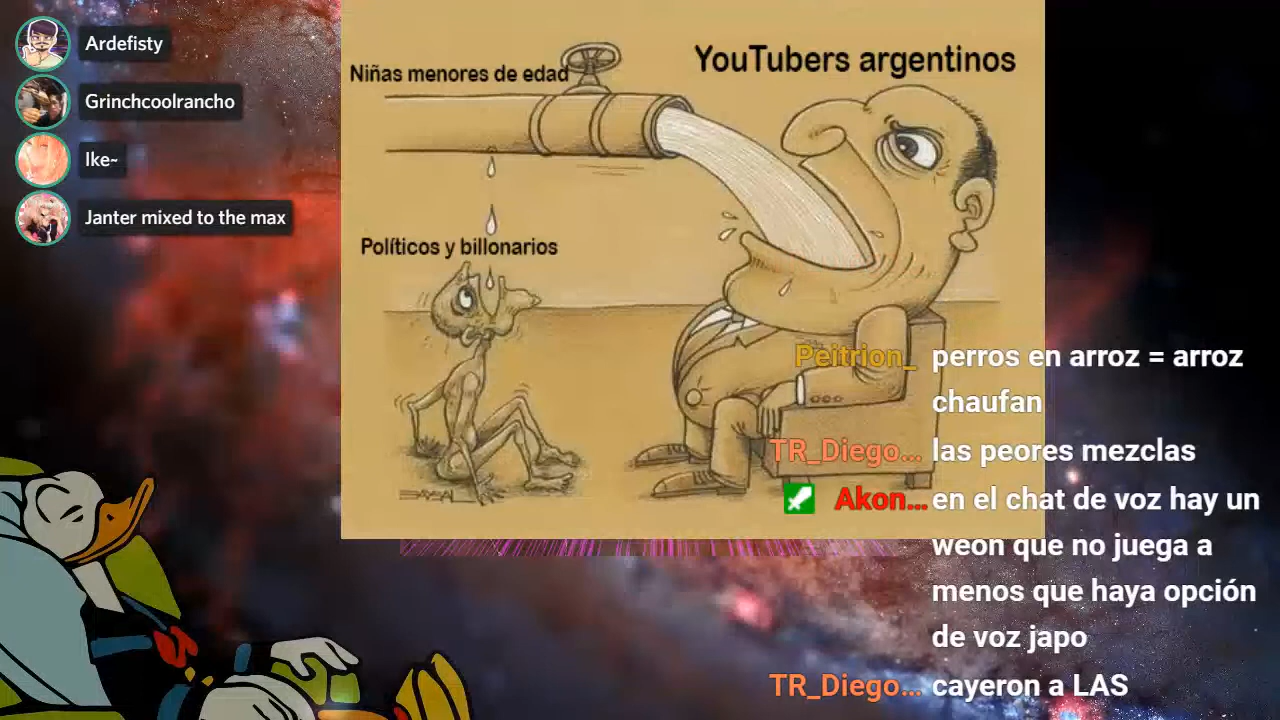 Ardefisty
Grinchcoolrancho
Ike~
Janter mixed to the max
Niñas menores de edad
YouTubers argentinos
Políticos y billonarios
Peitrion_ perros en arroz = arroz
chaufan
TR_Diego... las peores mezclas
Akon... en el chat de voz hay un
weon que no juega a
menos que haya opción
de voz japo
TR_Diego... cayeron a LAS